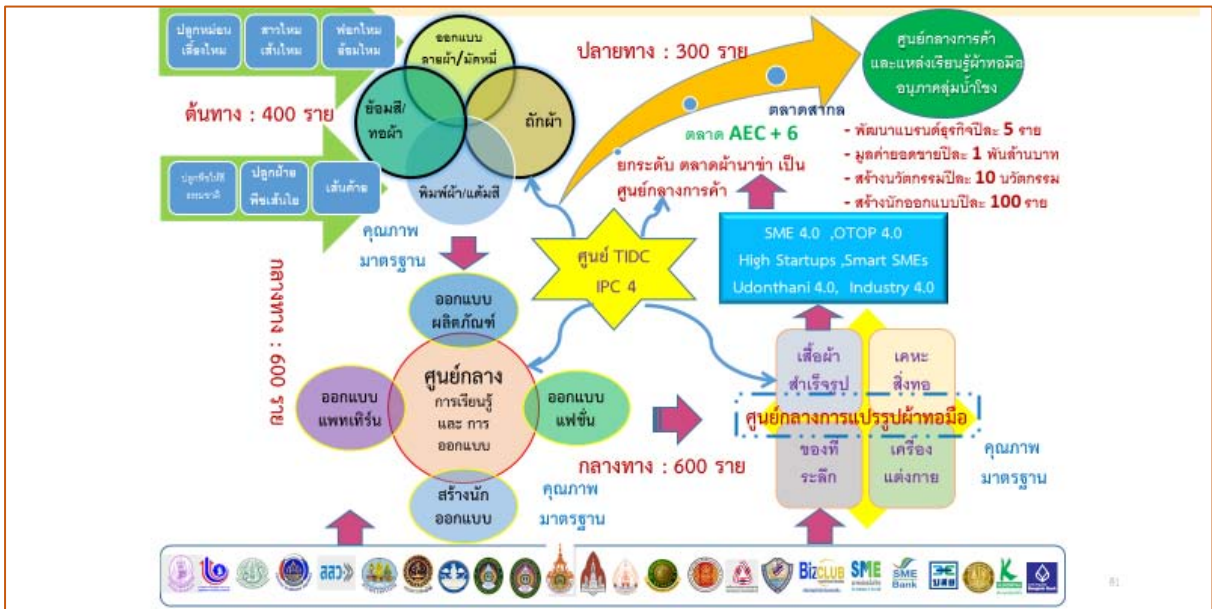 ปลูกหม่อน
เลี้ยงไหม
สาวไหม
เส้นไหม
ฟอกไหม
ย้อมไหม
ต้นทาง : 400 ราย
ปลูกพืชให้สี
ธรรมชาติ
ปลูกฝ้าย
พืชเส้นใย
เส้นด้าย
ออกแบบ
ลายผ้า/มัดหมี่
ย้อมสี/
ทอผ้า
ถักผ้า
พิมพ์ผ้า/แต้มสี
ปลายทาง : 300 ราย
ตลาดสากล
ตลาด AEC + 6
ยกระดับ ตลาดผ้านาข่า เป็น
ศูนย์กลางการค้า
ศูนย์กลางการค้า
และแหล่งเรียนรู้ผ้าทอมือ
อนุภาคลุ่มน้ำโขง
- พัฒนาแบรนด์ธุรกิจปีละ 5 ราย
- มูลค่ายอดขายปีละ 1 พันล้านบาท
- สร้างนวัตกรรมปีละ 10 นวัตกรรม
- สร้างนักออกแบบปีละ 100 ราย
คุณภาพ
มาตรฐาน
ศูนย์ TIDC
IPC 4
SME 4.0 ,OTOP 4.0
High Startups ,Smart SMEs
Udonthani 4.0, Industry 4.0
กลางทาง : 600 ราย
ออกแบบ
ผลิตภัณฑ์
ออกแบบ
แพทเทิร์น
ศูนย์กลาง
การเรียนรู้
และ การ
ออกแบบ
ออกแบบ
แฟชั่น
สร้างนัก
ออกแบบ
คุณภาพ
มาตรฐาน
กลางทาง : 600 ราย
เสื้อผ้า
สำเร็จรูป
เคหะ
สิ่งทอ
ศูนย์กลางการแปรรูปผ้าทอมือ
ของที่
ระลึก
เครื่อง
แต่งกาย
คุณภาพ
มาตรฐาน
สสว
BizCLUB
SME
SME
Bank
บสย
K
81